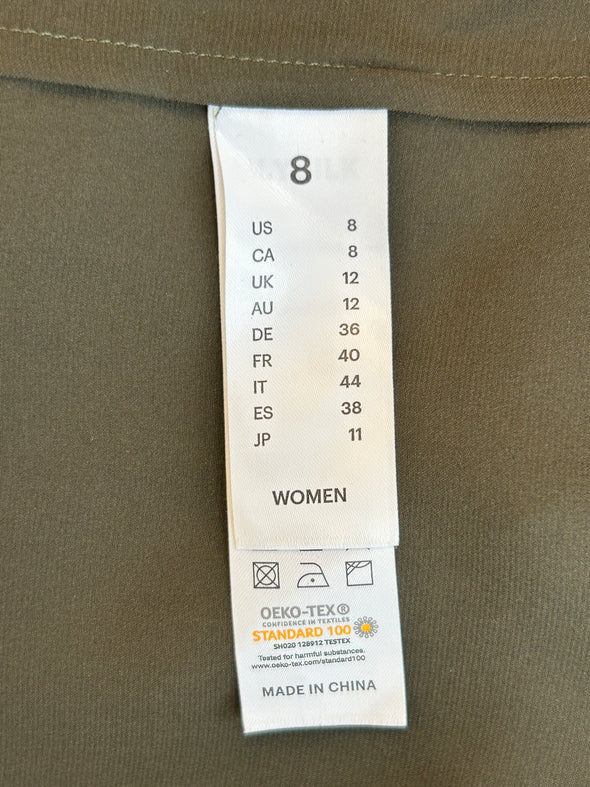 8
US 8
CA 8
UK 12
AU 12
DE 36
FR 40
IT 44
ES 38
JP 11
WOMEN
OEKO-TEX®
CONFIDENCE IN TEXTILES
STANDARD 100
SH020 128912 TESTEX
Tested for harmful substances.
www.oeko-tex.com/standard100
MADE IN CHINA